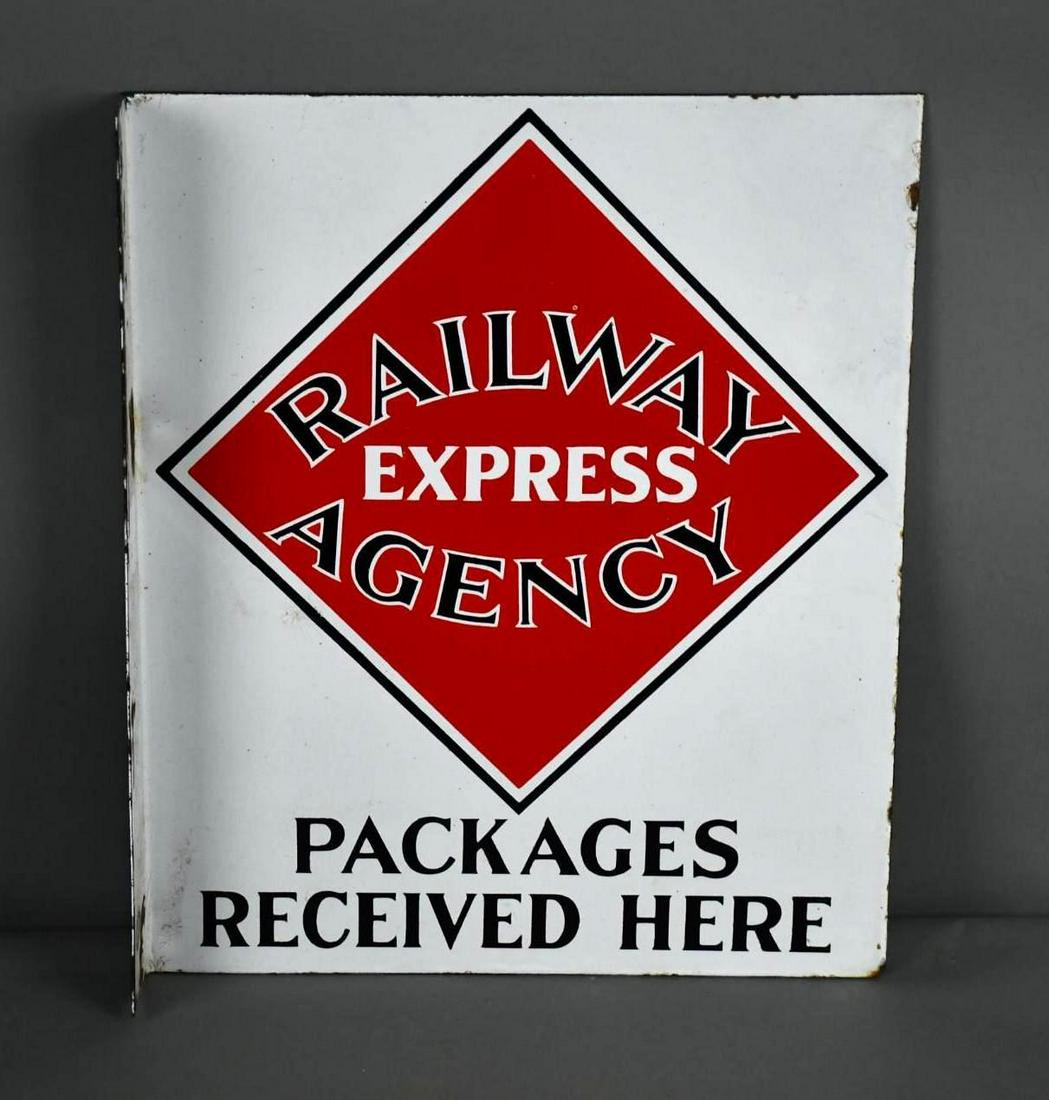 RAILWAY
EXPRESS
AGENCY
PACKAGES
RECEIVED HERE